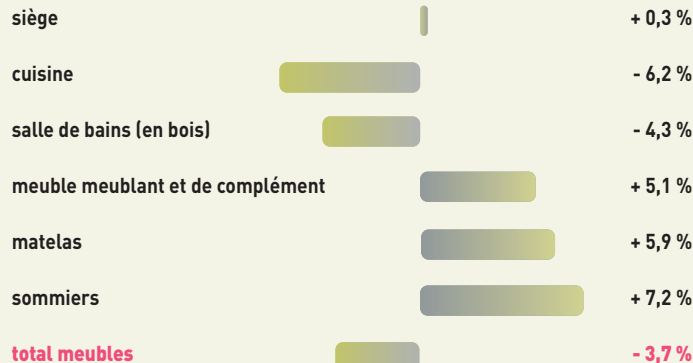 siège + 0,3 %
cuisine - 6,2 %
salle de bains (en bois) - 4,3 %
meuble meublant et de complément + 5,1 %
matelas + 5,9 %
sommiers + 7,2 %
total meubles - 3,7 %